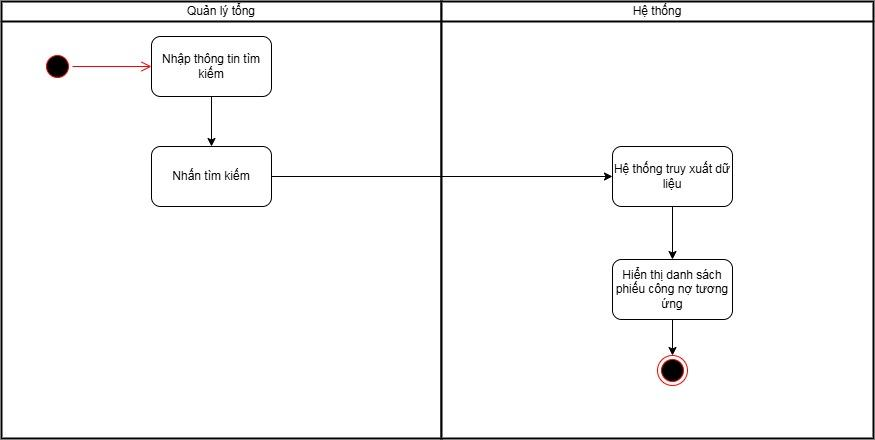 Quản lý tổng
Hệ thống
Nhập thông tin tìm
kiếm
Nhấn tìm kiếm
Hệ thống truy xuất dữ
liệu
Hiển thị danh sách
phiếu công nợ tương
ứng